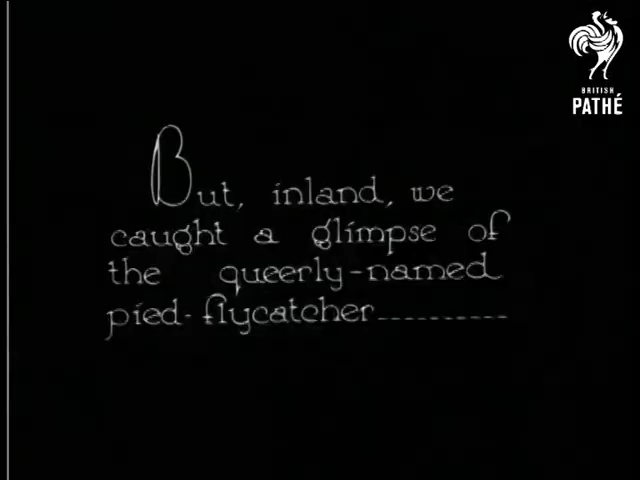 BRITISH
PATHÉ
But, inland, we
caught a glimpse of
the queerly-named
pied-flycatcher----------